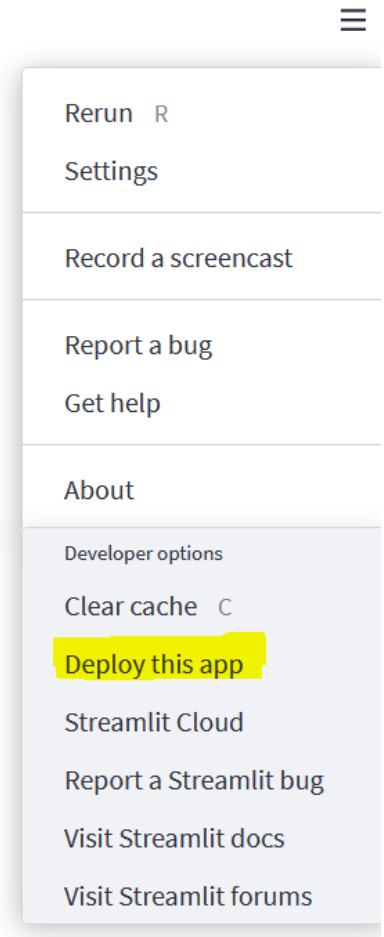 Rerun R
Settings
Record a screencast
Report a bug
Get help
About
Developer options
Clear cache C
Deploy this app
Streamlit Cloud
Report a Streamlit bug
Visit Streamlit docs
Visit Streamlit forums